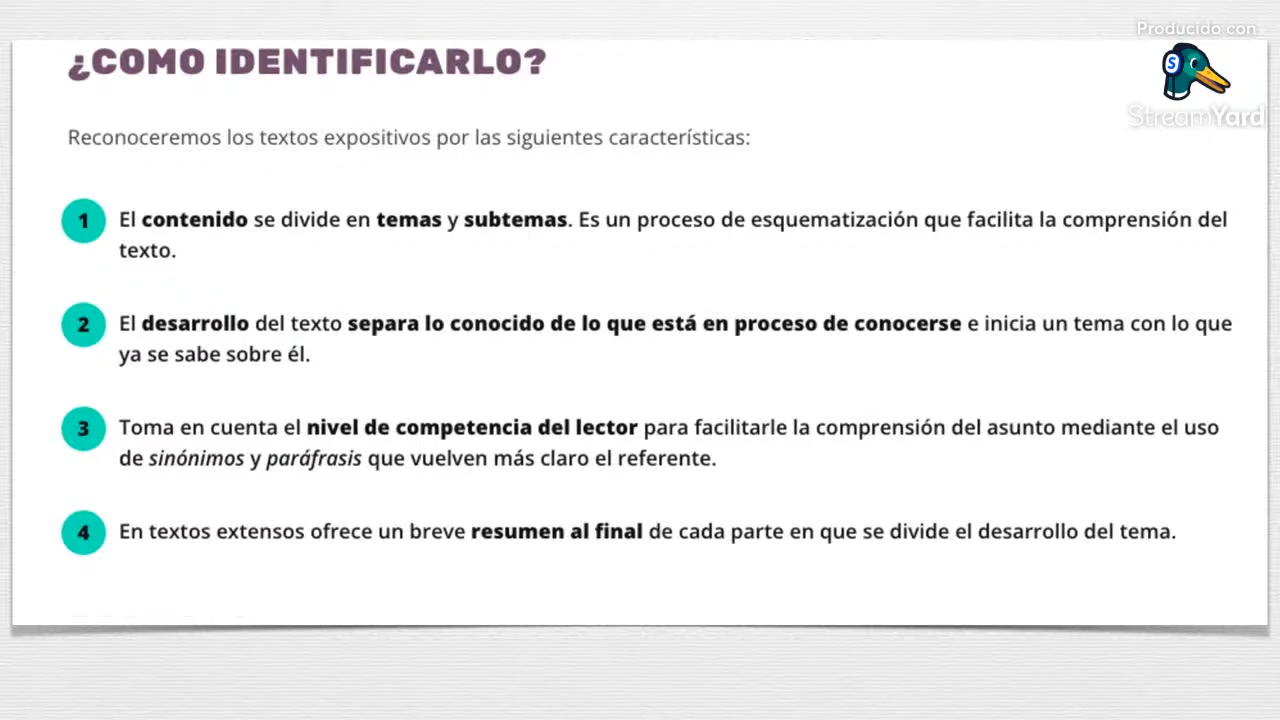 Producido con
StreamYard
¿COMO IDENTIFICARLO?
Reconoceremos los textos expositivos por las siguientes características:
1 El contenido se divide en temas y subtemas. Es un proceso de esquematización que facilita la comprensión del
texto.
2 El desarrollo del texto separa lo conocido de lo que está en proceso de conocerse e inicia un tema con lo que
ya se sabe sobre él.
3 Toma en cuenta el nivel de competencia del lector para facilitarle la comprensión del asunto mediante el uso
de sinónimos y paráfrasis que vuelven más claro el referente.
4 En textos extensos ofrece un breve resumen al final de cada parte en que se divide el desarrollo del tema.